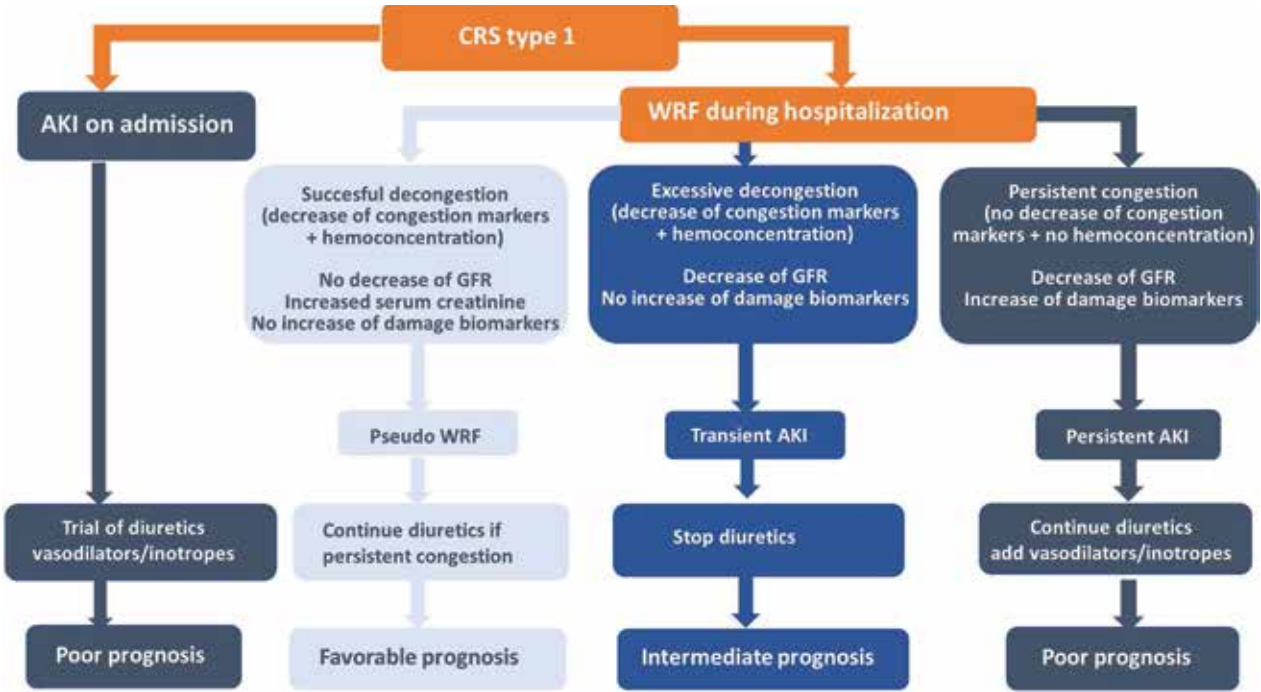 CRS type 1
AKI on admission
WRF during hospitalization
Succesful decongestion
(decrease of congestion markers
+ hemoconcentration)
No decrease of GFR
Increased serum creatinine
No increase of damage biomarkers
Excessive decongestion
(decrease of congestion markers
+ hemoconcentration)
Decrease of GFR
No increase of damage biomarkers
Persistent congestion
(no decrease of congestion
markers + no hemoconcentration)
Decrease of GFR
Increase of damage biomarkers
Pseudo WRF
Transient AKI
Persistent AKI
Trial of diuretics
vasodilators/inotropes
Continue diuretics if
persistent congestion
Stop diuretics
Continue diuretics
add vasodilators/inotropes
Poor prognosis
Favorable prognosis
Intermediate prognosis
Poor prognosis